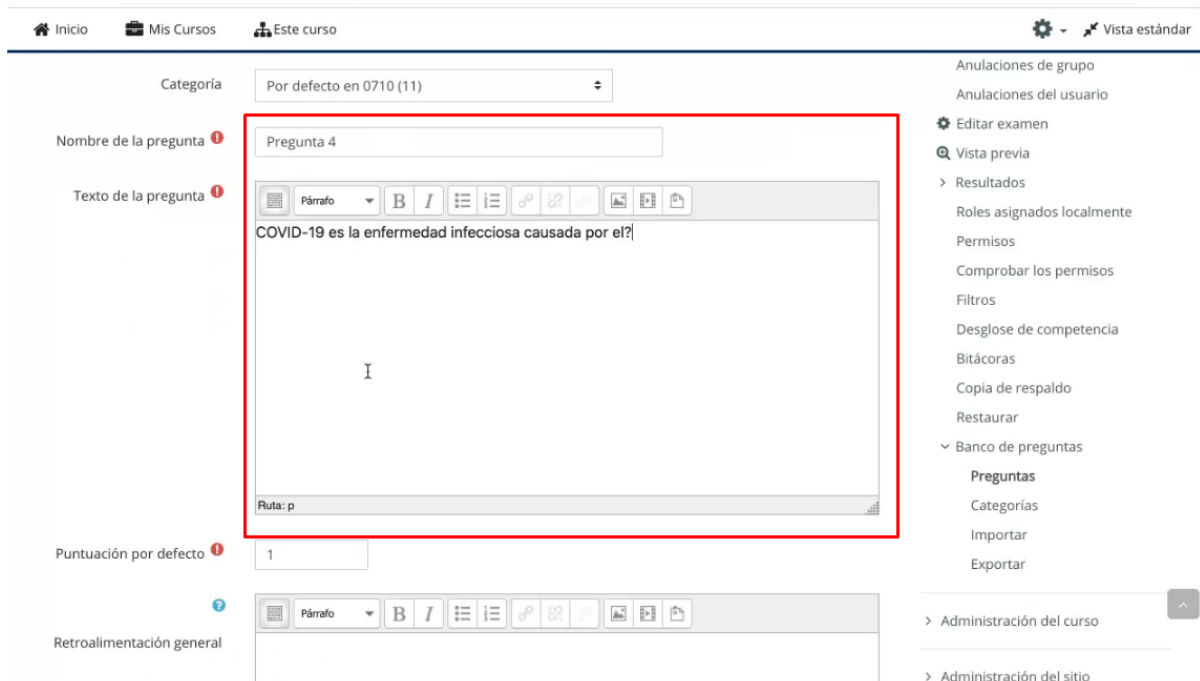 Inicio Mis Cursos Este curso Vista estándar
Categoría Por defecto en 0710 (11)
Nombre de la pregunta Pregunta 4
Texto de la pregunta
Párrafo B I
COVID-19 es la enfermedad infecciosa causada por el?
Ruta: p
Puntuación por defecto 1
Párrafo B I
Retroalimentación general
Anulaciones de grupo
Anulaciones del usuario
Editar examen
Vista previa
Resultados
Roles asignados localmente
Permisos
Comprobar los permisos
Filtros
Desglose de competencia
Bitácoras
Copia de respaldo
Restaurar
Banco de preguntas
Preguntas
Categorías
Importar
Exportar
Administración del curso
Administración del sitio